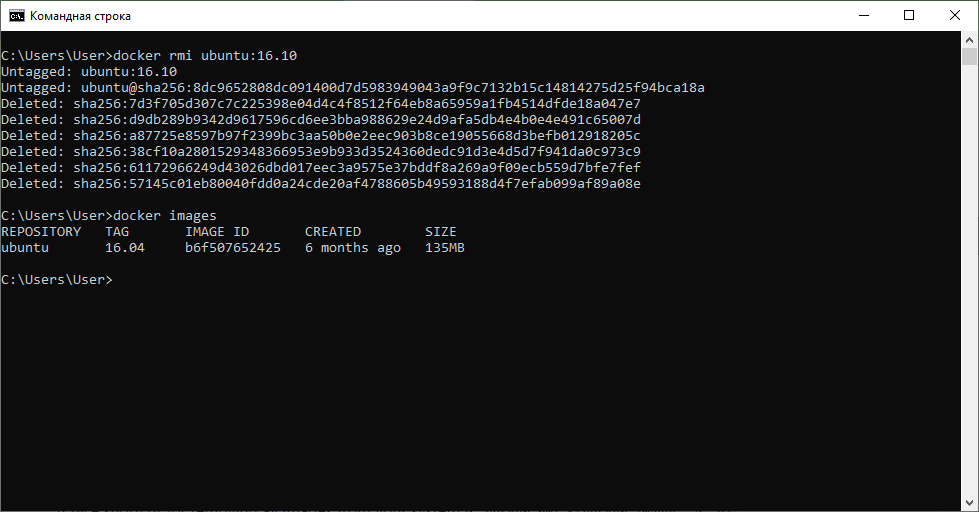 Командная строка
C:\Users\User>docker rmi ubuntu:16.10
Untagged: ubuntu:16.10
Untagged: ubuntu@sha256:8dc9652808dc091400d7d5983949043a9f9c7132b15c14814275d25f94bca18a
Deleted: sha256:7d3f705d307c7c225398e04d4c4f8512f64eb8a65959a1fb4514dfde18a047e7
Deleted: sha256:d9db289b9342d9617596cd6ee3bba988629e24d9afa5db4e4b0e4e491c65007d
Deleted: sha256:a87725e8597b97f2399bc3aa50b0e2eec903b8ce19055668d3befb012918205c
Deleted: sha256:38cf10a2801529348366953e9b933d3524360dedc91d3e4d5d7f941da0c973c9
Deleted: sha256:61172966249d43026dbd017eec3a9575e37bddf8a269a9f09ecb559d7bfe7fef
Deleted: sha256:57145c01eb80040fdd0a24cde20af4788605b49593188d4f7efab099af89a08e
C:\Users\User>docker images
REPOSITORY TAG IMAGE ID CREATED SIZE
ubuntu 16.04 b6f507652425 6 months ago 135MB
C:\Users\User>